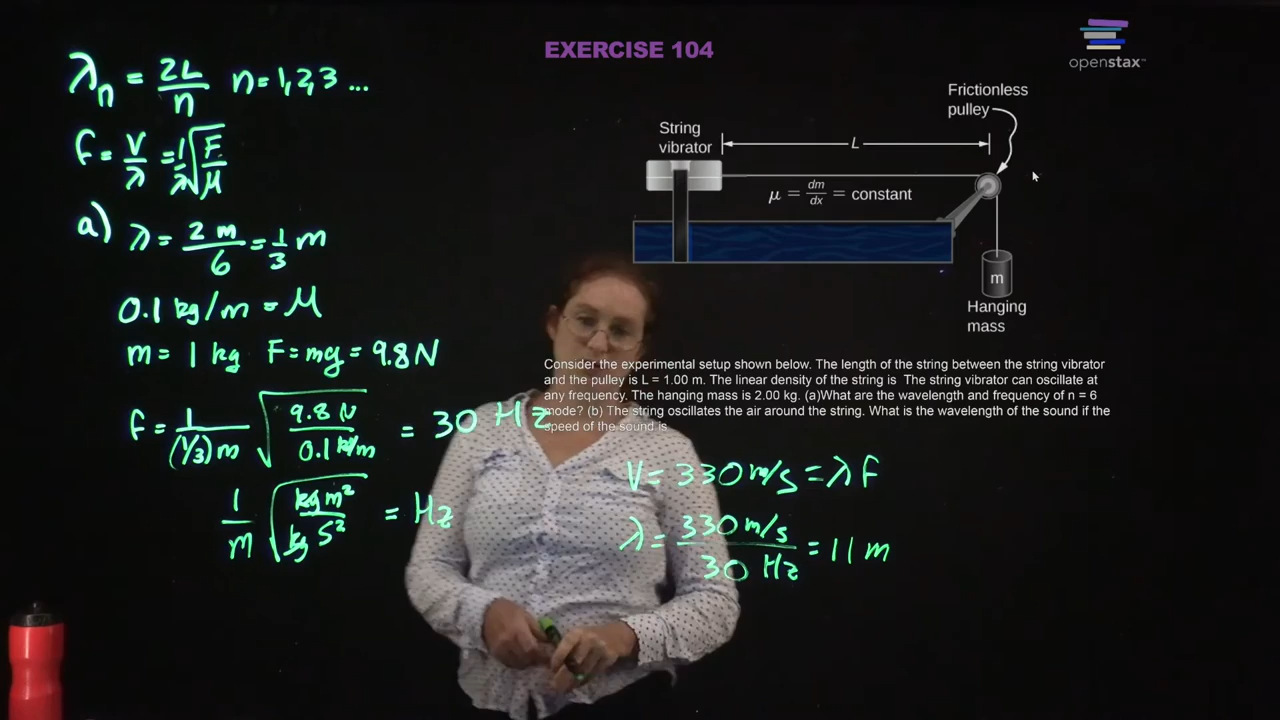 EXERCISE 104
openstax™
λₙ = 2L/n n=1,2,3 ...
f = V/λ = 1/λ √(F/μ)
a) λ = 2 m/6 = 1/3 m
0.1 kg/m = μ
m = 1 kg F = mg = 9.8 N
f = 1/(1/3)m √(9.8 N/0.1 kg/m) = 30 Hz
1/m √(kg m²/kg s²) = Hz
Frictionless
pulley
String
vibrator
L
μ = dm/dx = constant
m
Hanging
mass
Consider the experimental setup shown below. The length of the string between the string vibrator
and the pulley is L = 1.00 m. The linear density of the string is The string vibrator can oscillate at
any frequency. The hanging mass is 2.00 kg. (a)What are the wavelength and frequency of n = 6
mode? (b) The string oscillates the air around the string. What is the wavelength of the sound if the
speed of the sound is
V = 330 m/s = λ f
λ = 330 m/s / 30 Hz = 11 m